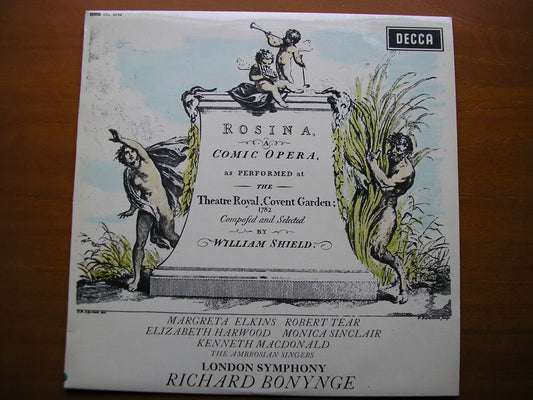 DECCA
ROSINA,
A
COMIC OPERA,
as PERFORMED at
THE
Theatre Royal, Covent Garden;
1782
Composed and Selected
BY
WILLIAM SHIELD.
MARGRETA ELKINS ROBERT TEAR
ELIZABETH HARWOOD MONICA SINCLAIR
KENNETH MACDONALD
THE AMBROSIAN SINGERS
LONDON SYMPHONY
RICHARD BONYNGE